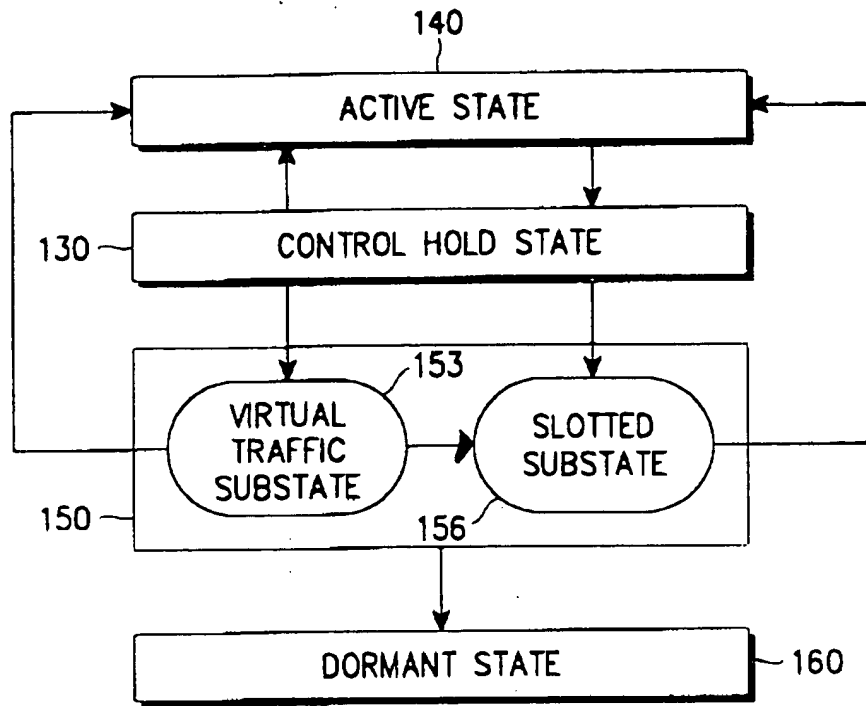 140
ACTIVE STATE
130
CONTROL HOLD STATE
153
VIRTUAL
TRAFFIC
SUBSTATE
SLOTTED
SUBSTATE
150
156
DORMANT STATE
160